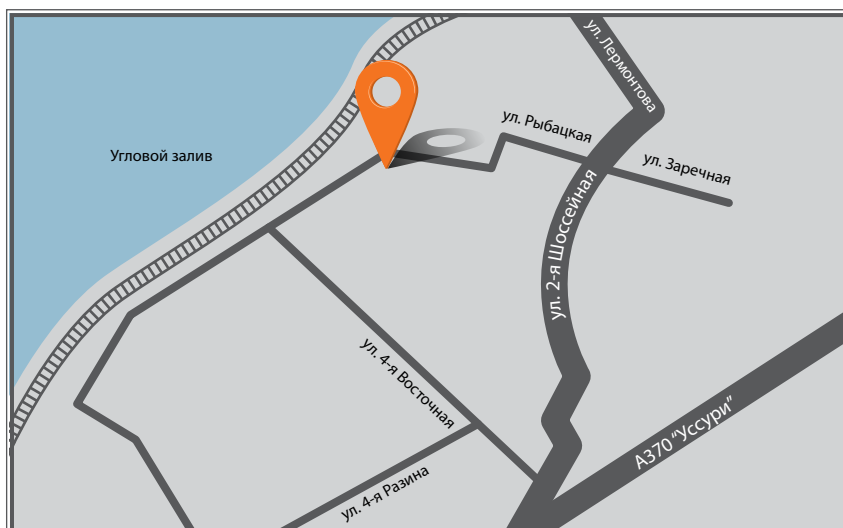 ул. Лермонтова
ул. Рыбацкая
Угловой залив
ул. Заречная
ул. 2-я Шоссейная
ул. 4-я Восточная
А370 "Уссури"
ул. 4-я Разина